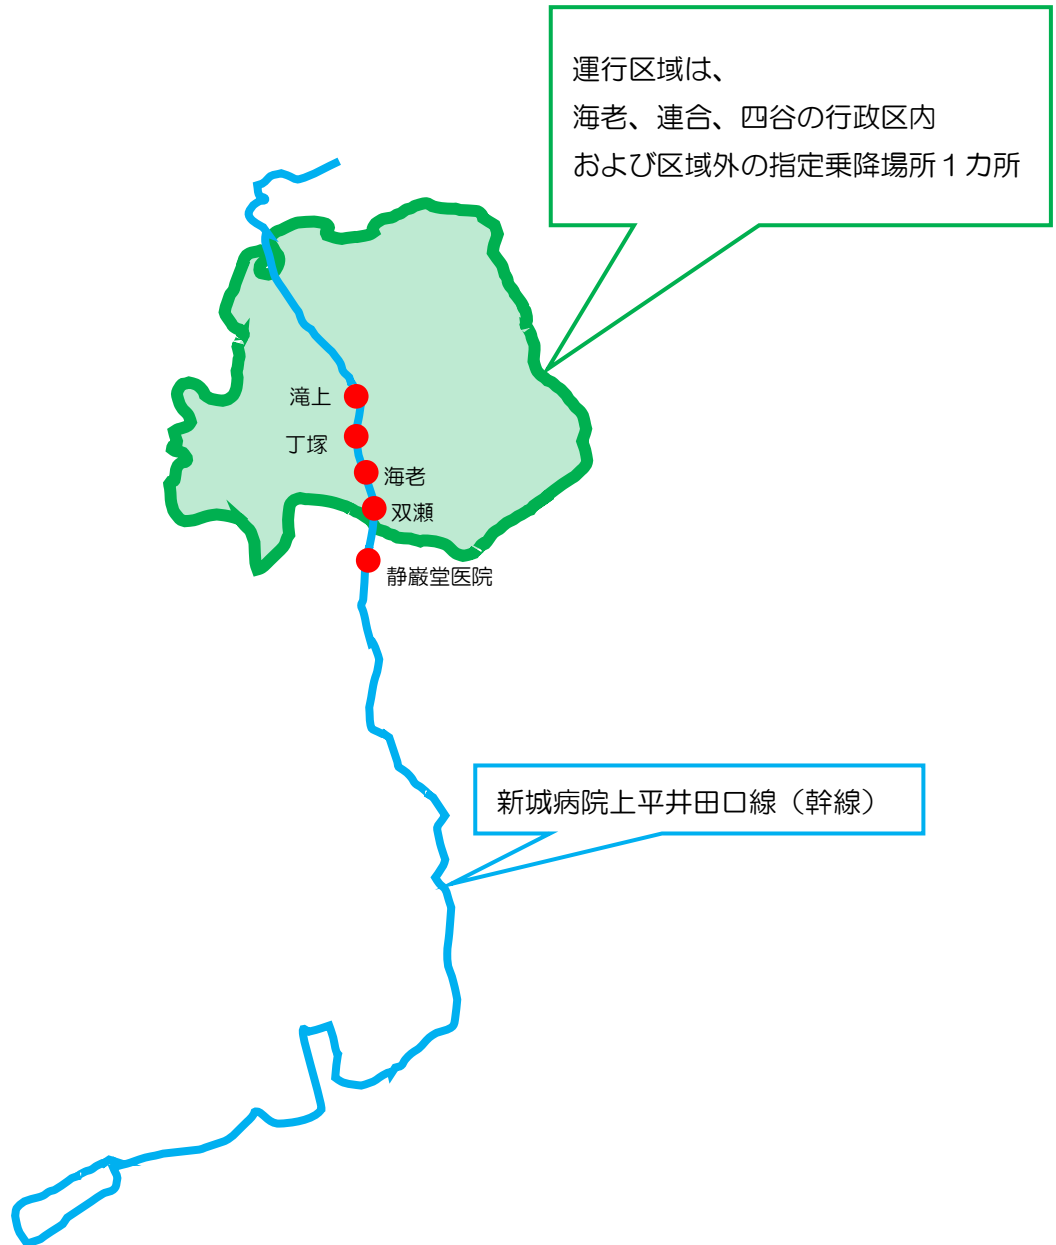 運行区域は、
海老、連合、四谷の行政区内
および区域外の指定乗降場所１カ所
滝上
丁塚
海老
双瀬
静巌堂医院
新城病院上平井田口線（幹線）